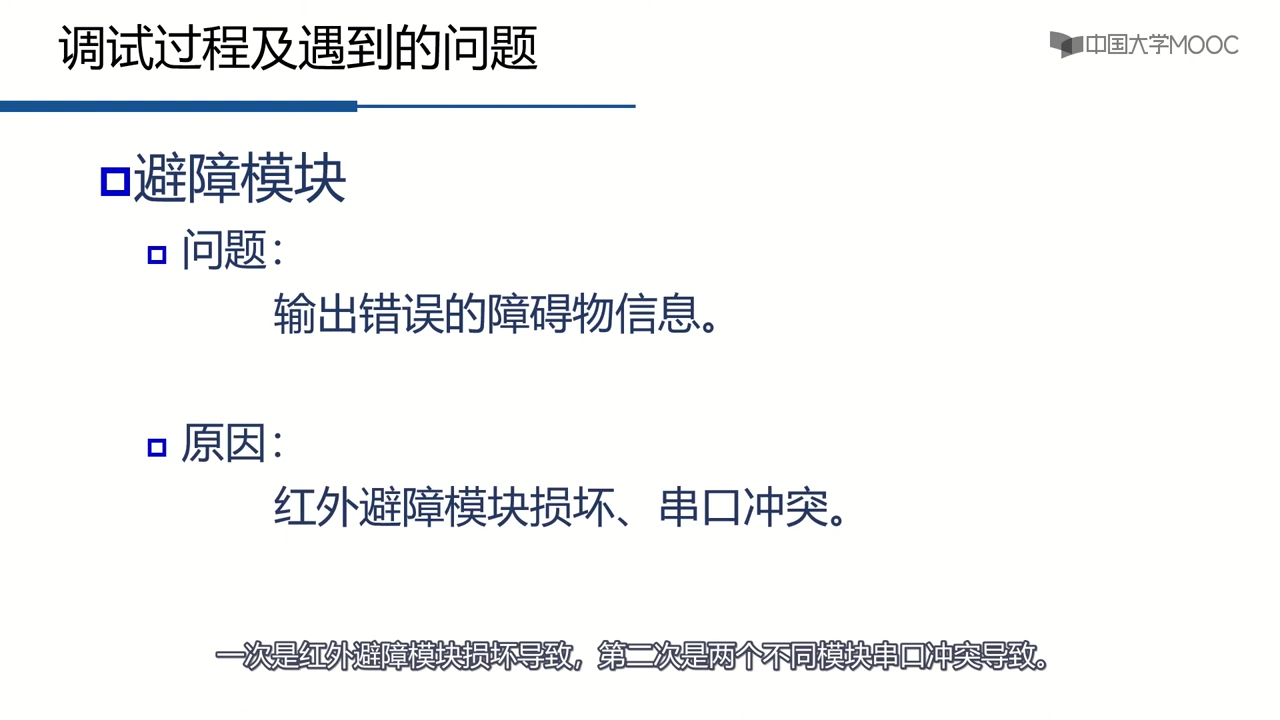 调试过程及遇到的问题
中国大学MOOC
避障模块
问题：
输出错误的障碍物信息。
原因：
红外避障模块损坏、串口冲突。
一次是红外避障模块损坏导致，第二次是两个不同模块串口冲突导致。